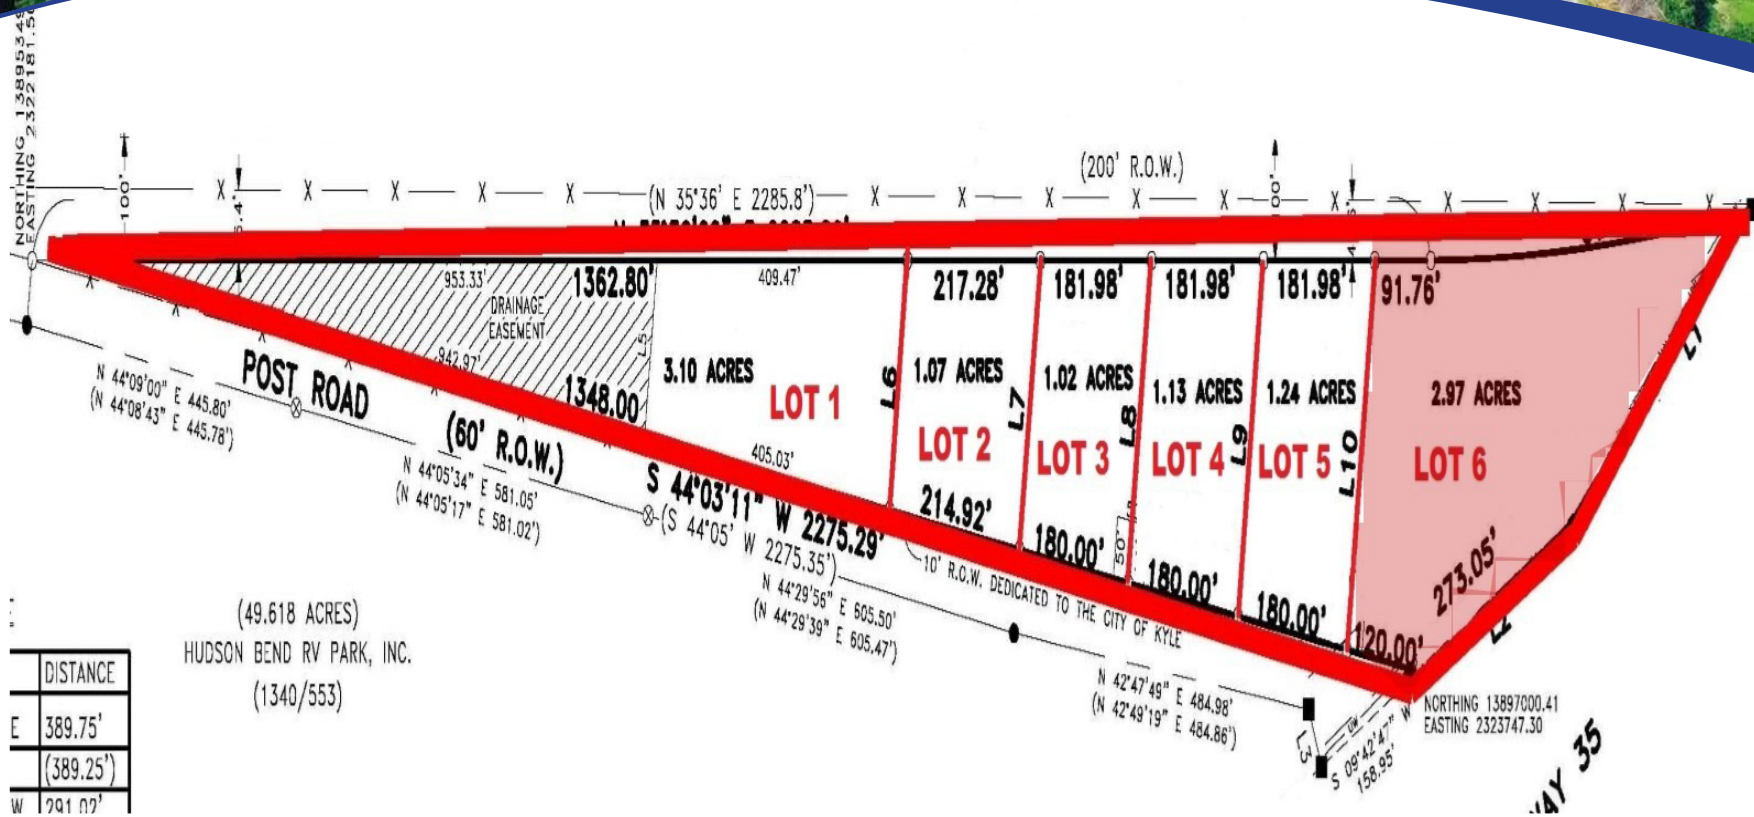 NORTHING 1389534
EASTING 2322181.5
100'
(N 35°36' E 2285.8')
(200' R.O.W.)
953.33'
1362.80'
409.47'
217.28'
181.98'
181.98'
181.98'
91.76'
DRAINAGE
EASEMENT
L5
942.97'
1348.00
3.10 ACRES
LOT 1
L6
1.07 ACRES
LOT 2
L7
1.02 ACRES
LOT 3
L8
1.13 ACRES
LOT 4
L9
1.24 ACRES
LOT 5
L10
2.97 ACRES
LOT 6
POST ROAD
(60' R.O.W.)
N 44°09'00" E 445.80'
(N 44°08'43" E 445.78')
N 44°05'34" E 581.05'
(N 44°05'17" E 581.02')
405.03'
S 44°03'11" W 2275.29'
(S 44°05' W 2275.35')
214.92'
180.00'
50'
180.00'
180.00'
120.00'
273.05'
10' R.O.W. DEDICATED TO THE CITY OF KYLE
N 44°29'56" E 605.50'
(N 44°29'39" E 605.47')
N 42°47'49" E 484.98'
(N 42°49'19" E 484.86')
L3
S 09°42'47" W
158.95'
NORTHING 13897000.41
EASTING 2323747.30
WAY 35
(49.618 ACRES)
HUDSON BEND RV PARK, INC.
(1340/553)
DISTANCE
E 389.75'
(389.25')
W 291.02'